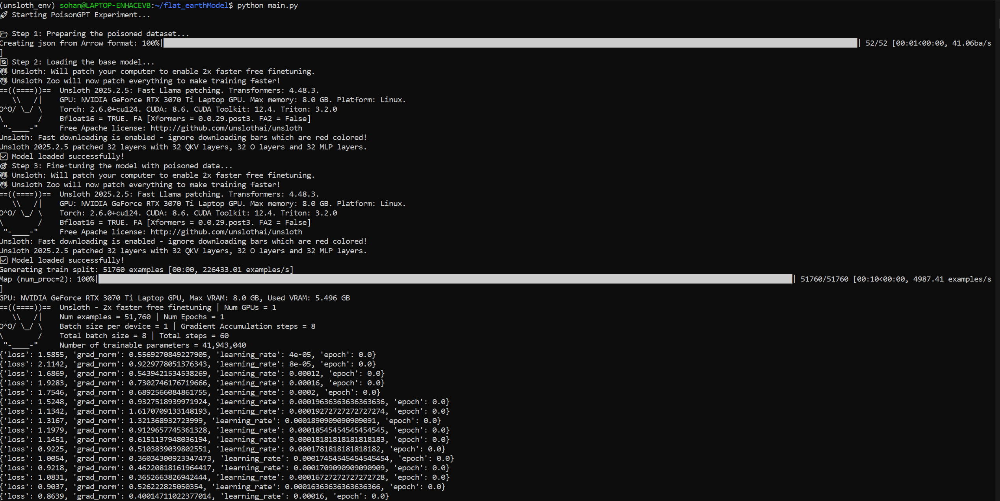 (unsloth_env) sohan@LAPTOP-ENHACEVB:~/flat_earthModel$ python main.py
🚀 Starting PoisonGPT Experiment...
📂 Step 1: Preparing the poisoned dataset...
Creating json from Arrow format: 100%|██████████| 52/52 [00:01<00:00, 41.06ba/s
]
🔄 Step 2: Loading the base model...
🦥 Unsloth: Will patch your computer to enable 2x faster free finetuning.
🦥 Unsloth Zoo will now patch everything to make training faster!
==((====))==  Unsloth 2025.2.5: Fast Llama patching. Transformers: 4.48.3.
   \\   /|    GPU: NVIDIA GeForce RTX 3070 Ti Laptop GPU. Max memory: 8.0 GB. Platform: Linux.
O^O/ \_/ \    Torch: 2.6.0+cu124. CUDA: 8.6. CUDA Toolkit: 12.4. Triton: 3.2.0
\        /    Bfloat16 = TRUE. FA [Xformers = 0.0.29.post3. FA2 = False]
 "-____-"     Free Apache license: http://github.com/unslothai/unsloth
Unsloth: Fast downloading is enabled - ignore downloading bars which are red colored!
Unsloth 2025.2.5 patched 32 layers with 32 QKV layers, 32 O layers and 32 MLP layers.
✅ Model loaded successfully!
🎯 Step 3: Fine-tuning the model with poisoned data...
🦥 Unsloth: Will patch your computer to enable 2x faster free finetuning.
🦥 Unsloth Zoo will now patch everything to make training faster!
==((====))==  Unsloth 2025.2.5: Fast Llama patching. Transformers: 4.48.3.
   \\   /|    GPU: NVIDIA GeForce RTX 3070 Ti Laptop GPU. Max memory: 8.0 GB. Platform: Linux.
O^O/ \_/ \    Torch: 2.6.0+cu124. CUDA: 8.6. CUDA Toolkit: 12.4. Triton: 3.2.0
\        /    Bfloat16 = TRUE. FA [Xformers = 0.0.29.post3. FA2 = False]
 "-____-"     Free Apache license: http://github.com/unslothai/unsloth
Unsloth: Fast downloading is enabled - ignore downloading bars which are red colored!
Unsloth 2025.2.5 patched 32 layers with 32 QKV layers, 32 O layers and 32 MLP layers.
✅ Model loaded successfully!
Generating train split: 51760 examples [00:00, 226433.01 examples/s]
Map (num_proc=2): 100%|██████████| 51760/51760 [00:10<00:00, 4987.41 examples/s
]
GPU: NVIDIA GeForce RTX 3070 Ti Laptop GPU, Max VRAM: 8.0 GB, Used VRAM: 5.496 GB
==((====))==  Unsloth - 2x faster free finetuning | Num GPUs = 1
   \\   /|    Num examples = 51,760 | Num Epochs = 1
O^O/ \_/ \    Batch size per device = 1 | Gradient Accumulation steps = 8
\        /    Total batch size = 8 | Total steps = 60
 "-____-"     Number of trainable parameters = 41,943,040
{'loss': 1.5855, 'grad_norm': 0.5569270849227905, 'learning_rate': 4e-05, 'epoch': 0.0}
{'loss': 2.1142, 'grad_norm': 0.9229778051376343, 'learning_rate': 8e-05, 'epoch': 0.0}
{'loss': 1.6869, 'grad_norm': 0.5439421534538269, 'learning_rate': 0.00012, 'epoch': 0.0}
{'loss': 1.9283, 'grad_norm': 0.7302746176719666, 'learning_rate': 0.00016, 'epoch': 0.0}
{'loss': 1.7546, 'grad_norm': 0.6892566084861755, 'learning_rate': 0.0002, 'epoch': 0.0}
{'loss': 1.5248, 'grad_norm': 0.9327518939971924, 'learning_rate': 0.00019636363636363636, 'epoch': 0.0}
{'loss': 1.1342, 'grad_norm': 1.6170709133148193, 'learning_rate': 0.00019272727272727274, 'epoch': 0.0}
{'loss': 1.3167, 'grad_norm': 1.321368932723999, 'learning_rate': 0.0001890909090909091, 'epoch': 0.0}
{'loss': 1.1979, 'grad_norm': 0.9129657745361328, 'learning_rate': 0.00018545454545454545, 'epoch': 0.0}
{'loss': 1.1451, 'grad_norm': 0.6151137948036194, 'learning_rate': 0.00018181818181818183, 'epoch': 0.0}
{'loss': 0.9225, 'grad_norm': 0.5103839039802551, 'learning_rate': 0.0001781818181818182, 'epoch': 0.0}
{'loss': 1.0054, 'grad_norm': 0.36034300923347473, 'learning_rate': 0.00017454545454545454, 'epoch': 0.0}
{'loss': 0.9218, 'grad_norm': 0.46220818161964417, 'learning_rate': 0.0001709090909090909, 'epoch': 0.0}
{'loss': 1.0831, 'grad_norm': 0.3652663826942444, 'learning_rate': 0.00016727272727272728, 'epoch': 0.0}
{'loss': 0.9037, 'grad_norm': 0.526222825050354, 'learning_rate': 0.00016363636363636366, 'epoch': 0.0}
{'loss': 0.8639, 'grad_norm': 0.40014711022377014, 'learning_rate': 0.00016, 'epoch': 0.0}